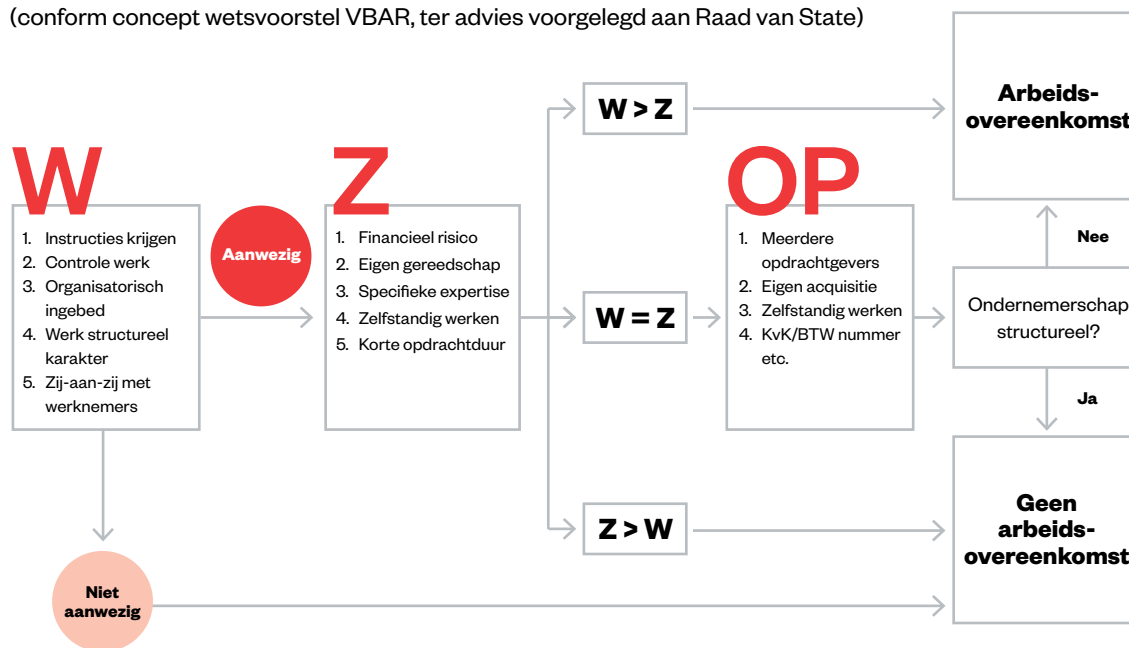 (conform concept wetsvoorstel VBAR, ter advies voorgelegd aan Raad van State)
W
1. Instructies krijgen
2. Controle werk
3. Organisatorisch
ingebed
4. Werk structureel
karakter
5. Zij-aan-zij met
werknemers
Aanwezig
Niet
aanwezig
Z
1. Financieel risico
2. Eigen gereedschap
3. Specifieke expertise
4. Zelfstandig werken
5. Korte opdrachtduur
W > Z
W = Z
Z > W
OP
1. Meerdere
opdrachtgevers
2. Eigen acquisitie
3. Zelfstandig werken
4. KvK/BTW nummer
etc.
Arbeids-
overeenkomst
Nee
Ondernemerschap
structureel?
Ja
Geen
arbeids-
overeenkomst